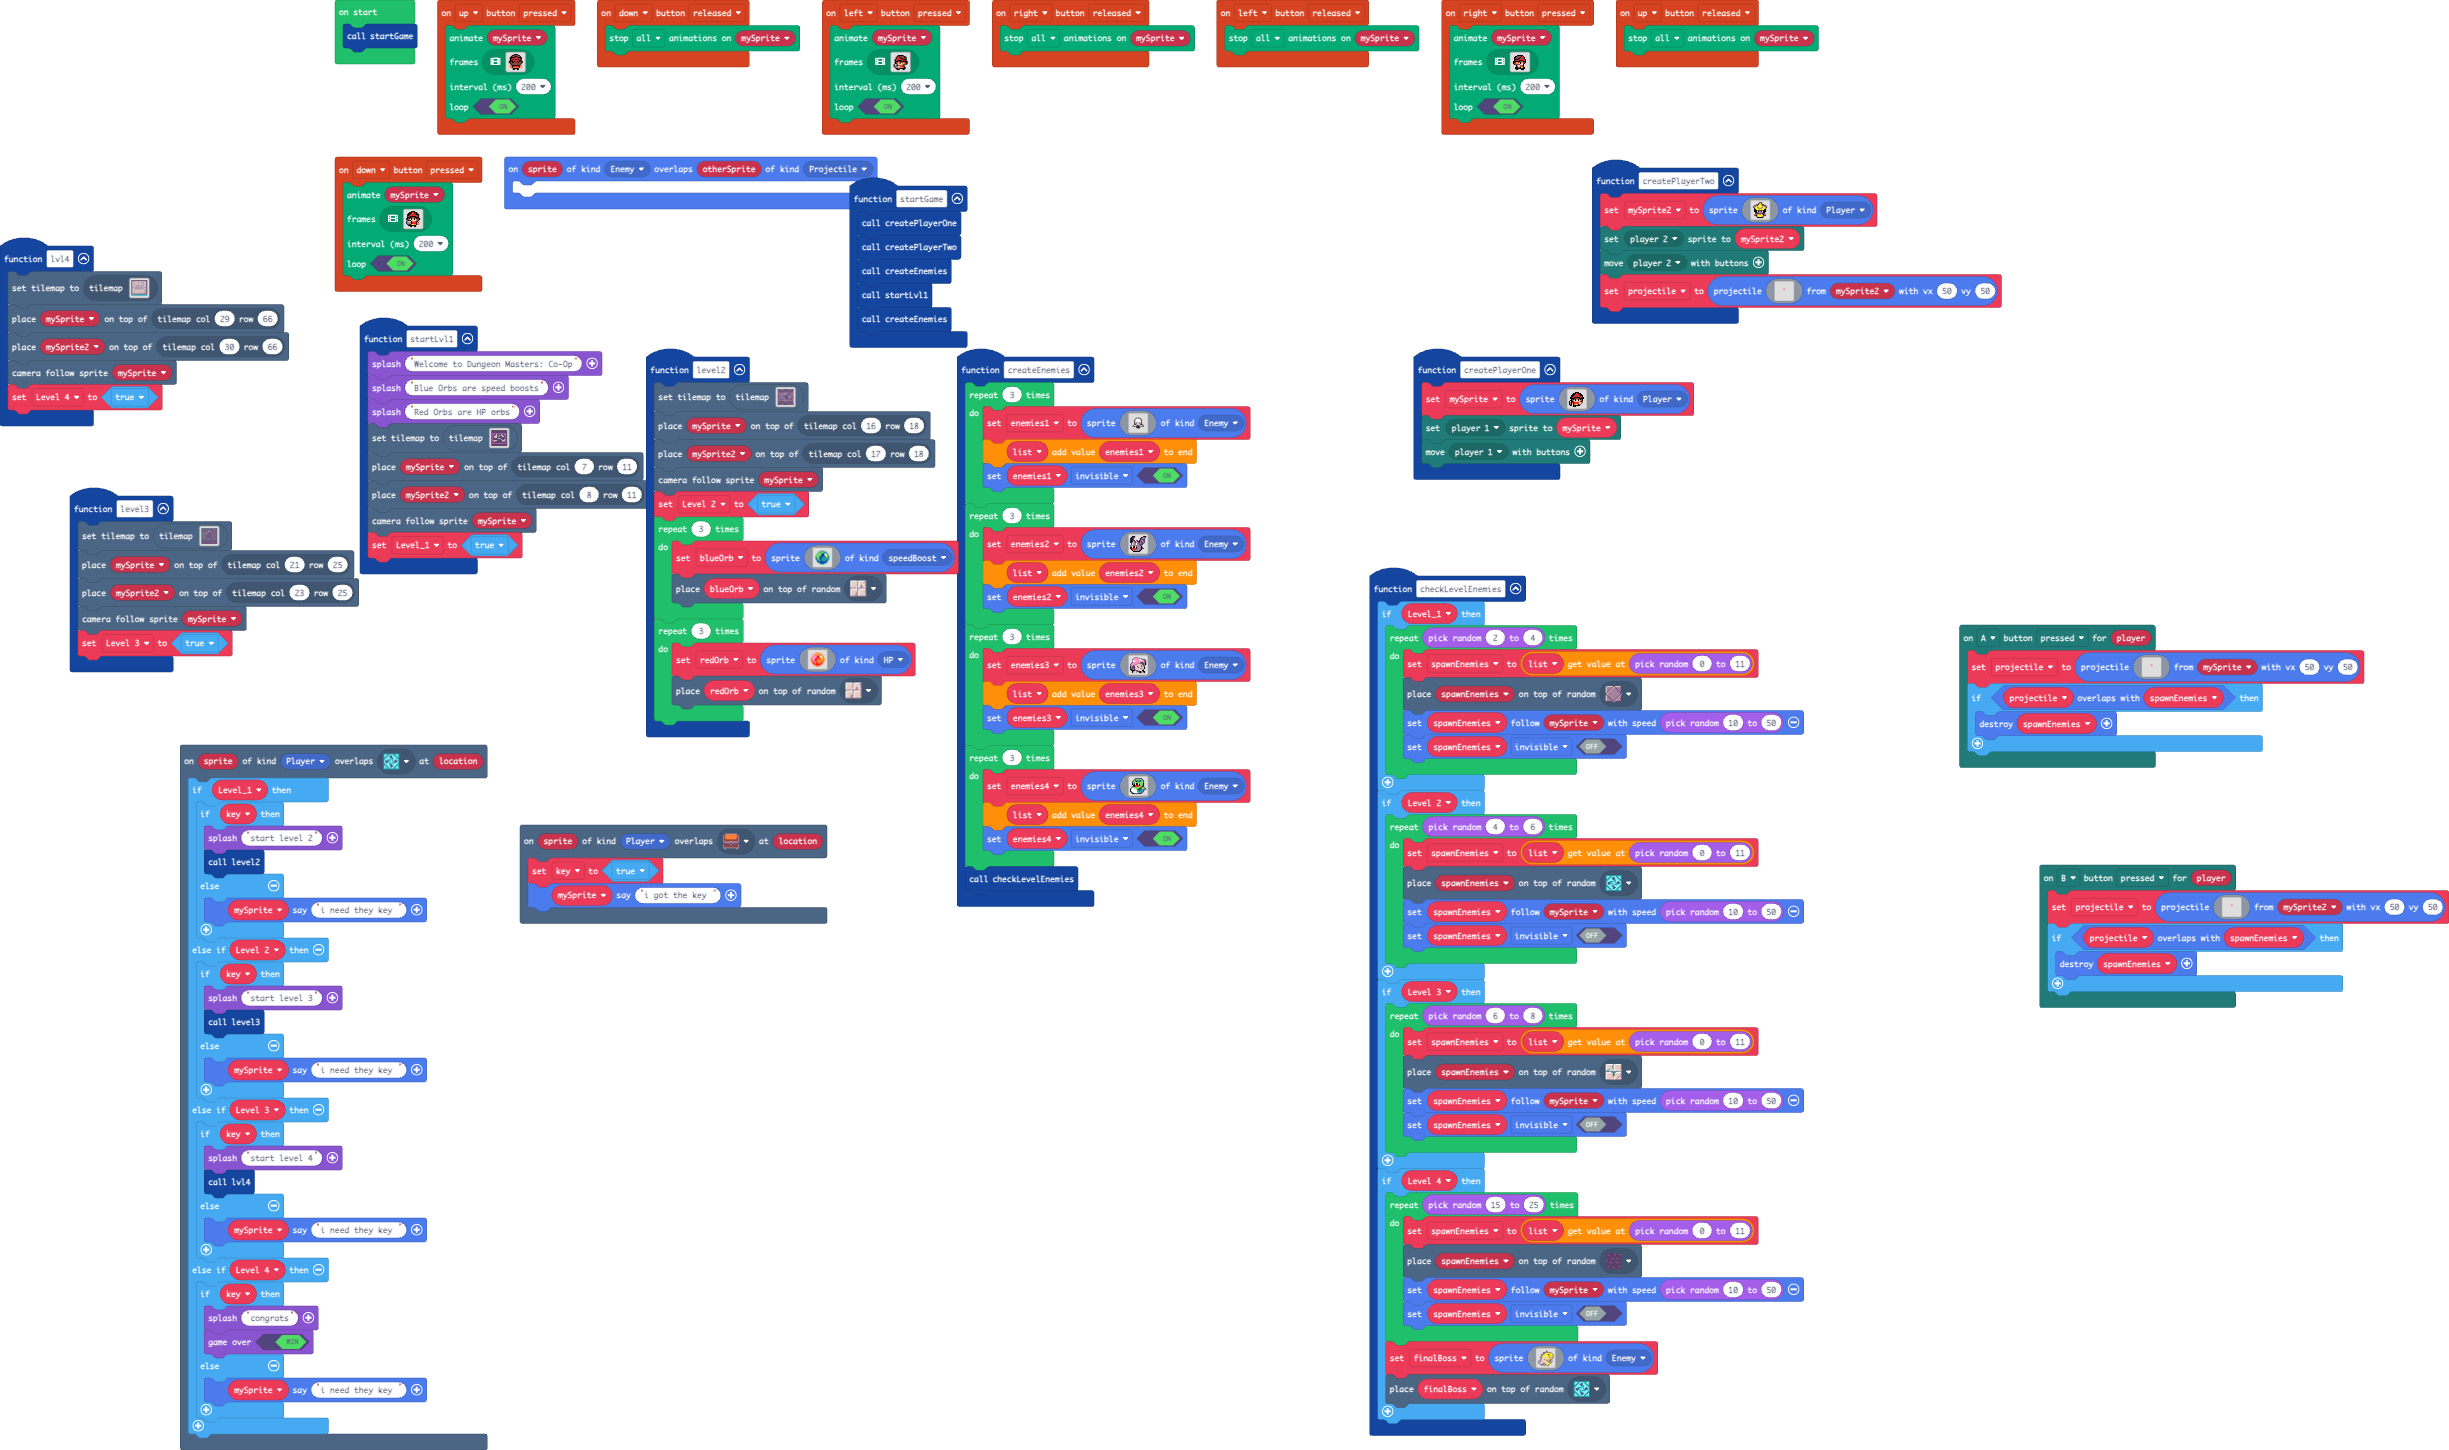 on start
call startGame
on up button pressed
animate mySprite
frames
interval (ms) 200
loop ON
on down button released
stop all animations on mySprite
on left button pressed
animate mySprite
frames
interval (ms) 200
loop ON
on right button released
stop all animations on mySprite
on left button released
stop all animations on mySprite
on right button pressed
animate mySprite
frames
interval (ms) 200
loop ON
on up button released
stop all animations on mySprite
on down button pressed
animate mySprite
frames
interval (ms) 200
loop ON
on sprite of kind Enemy overlaps otherSprite of kind Projectile
function startGame
call createPlayerOne
call createPlayerTwo
call createEnemies
call startLvl1
call createEnemies
function createPlayerTwo
set mySprite2 to sprite of kind Player
set player 2 sprite to mySprite2
move player 2 with buttons
set projectile to projectile from mySprite2 with vx 50 vy 50
function lvl4
set tilemap to tilemap
place mySprite on top of tilemap col 29 row 66
place mySprite2 on top of tilemap col 30 row 66
camera follow sprite mySprite
set Level 4 to true
function startLvl1
splash "Welcome to Dungeon Masters: Co-Op"
splash "Blue Orbs are speed boosts"
splash "Red Orbs are HP orbs"
set tilemap to tilemap
place mySprite on top of tilemap col 7 row 11
place mySprite2 on top of tilemap col 8 row 11
camera follow sprite mySprite
set Level_1 to true
function level2
set tilemap to tilemap
place mySprite on top of tilemap col 16 row 18
place mySprite2 on top of tilemap col 17 row 18
camera follow sprite mySprite
set Level 2 to true
repeat 3 times
do
set blueOrb to sprite of kind speedBoost
place blueOrb on top of random
repeat 3 times
do
set redOrb to sprite of kind HP
place redOrb on top of random
function createEnemies
repeat 3 times
do
set enemies1 to sprite of kind Enemy
list add value enemies1 to end
set enemies1 invisible ON
repeat 3 times
do
set enemies2 to sprite of kind Enemy
list add value enemies2 to end
set enemies2 invisible ON
repeat 3 times
do
set enemies3 to sprite of kind Enemy
list add value enemies3 to end
set enemies3 invisible ON
repeat 3 times
do
set enemies4 to sprite of kind Enemy
list add value enemies4 to end
set enemies4 invisible ON
call checkLevelEnemies
function createPlayerOne
set mySprite to sprite of kind Player
set player 1 sprite to mySprite
move player 1 with buttons
function level3
set tilemap to tilemap
place mySprite on top of tilemap col 21 row 25
place mySprite2 on top of tilemap col 23 row 25
camera follow sprite mySprite
set Level 3 to true
function checkLevelEnemies
if Level_1 then
repeat pick random 2 to 4 times
do
set spawnEnemies to list get value at pick random 0 to 11
place spawnEnemies on top of random
set spawnEnemies follow mySprite with speed pick random 10 to 50
set spawnEnemies invisible OFF
if Level 2 then
repeat pick random 4 to 6 times
do
set spawnEnemies to list get value at pick random 0 to 11
place spawnEnemies on top of random
set spawnEnemies follow mySprite with speed pick random 10 to 50
set spawnEnemies invisible OFF
if Level 3 then
repeat pick random 6 to 8 times
do
set spawnEnemies to list get value at pick random 0 to 11
place spawnEnemies on top of random
set spawnEnemies follow mySprite with speed pick random 10 to 50
set spawnEnemies invisible OFF
if Level 4 then
repeat pick random 15 to 25 times
do
set spawnEnemies to list get value at pick random 0 to 11
place spawnEnemies on top of random
set spawnEnemies follow mySprite with speed pick random 10 to 50
set spawnEnemies invisible OFF
set finalBoss to sprite of kind Enemy
place finalBoss on top of random
on A button pressed for player
set projectile to projectile from mySprite with vx 50 vy 50
if projectile overlaps with spawnEnemies then
destroy spawnEnemies
on B button pressed for player
set projectile to projectile from mySprite2 with vx 50 vy 50
if projectile overlaps with spawnEnemies then
destroy spawnEnemies
on sprite of kind Player overlaps at location
if Level_1 then
if key then
splash "start level 2"
call level2
else
mySprite say "i need they key"
else if Level 2 then
if key then
splash "start level 3"
call level3
else
mySprite say "i need they key"
else if Level 3 then
if key then
splash "start level 4"
call lvl4
else
mySprite say "i need they key"
else if Level 4 then
if key then
splash "congrats"
game over WIN
else
mySprite say "i need they key"
on sprite of kind Player overlaps at location
set key to true
mySprite say "i got the key"